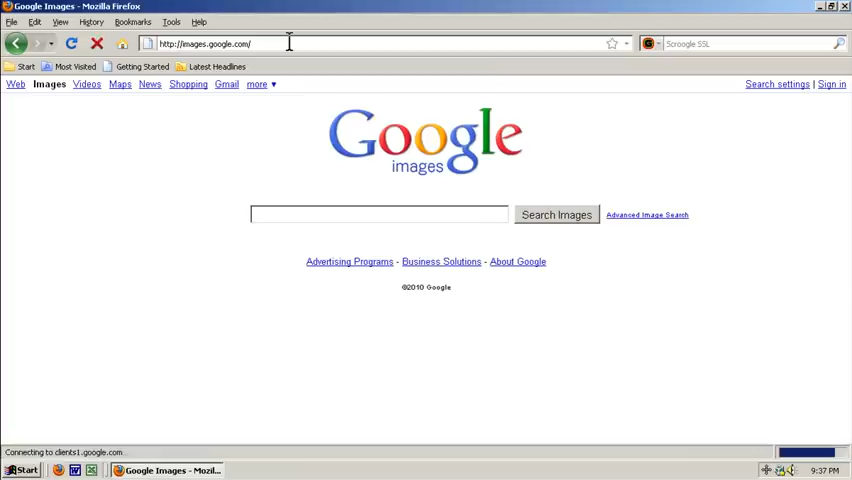 Google Images - Mozilla Firefox
File Edit View History Bookmarks Tools Help
http://images.google.com/ Scroogle SSL
Start Most Visited Getting Started Latest Headlines
Web Images Videos Maps News Shopping Gmail more ▼ Search settings | Sign in
Google
images
Search Images Advanced Image Search
Advertising Programs - Business Solutions - About Google
©2010 Google
Connecting to clients1.google.com...
Start Google Images - Mozil... 9:37 PM